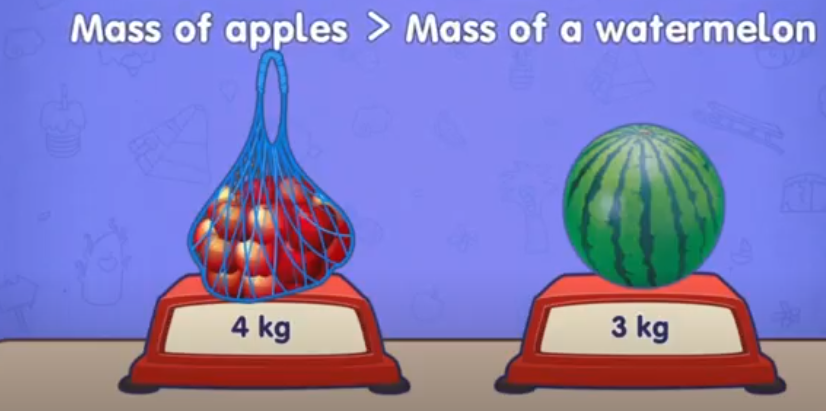 Mass of apples > Mass of a watermelon
4 kg
3 kg